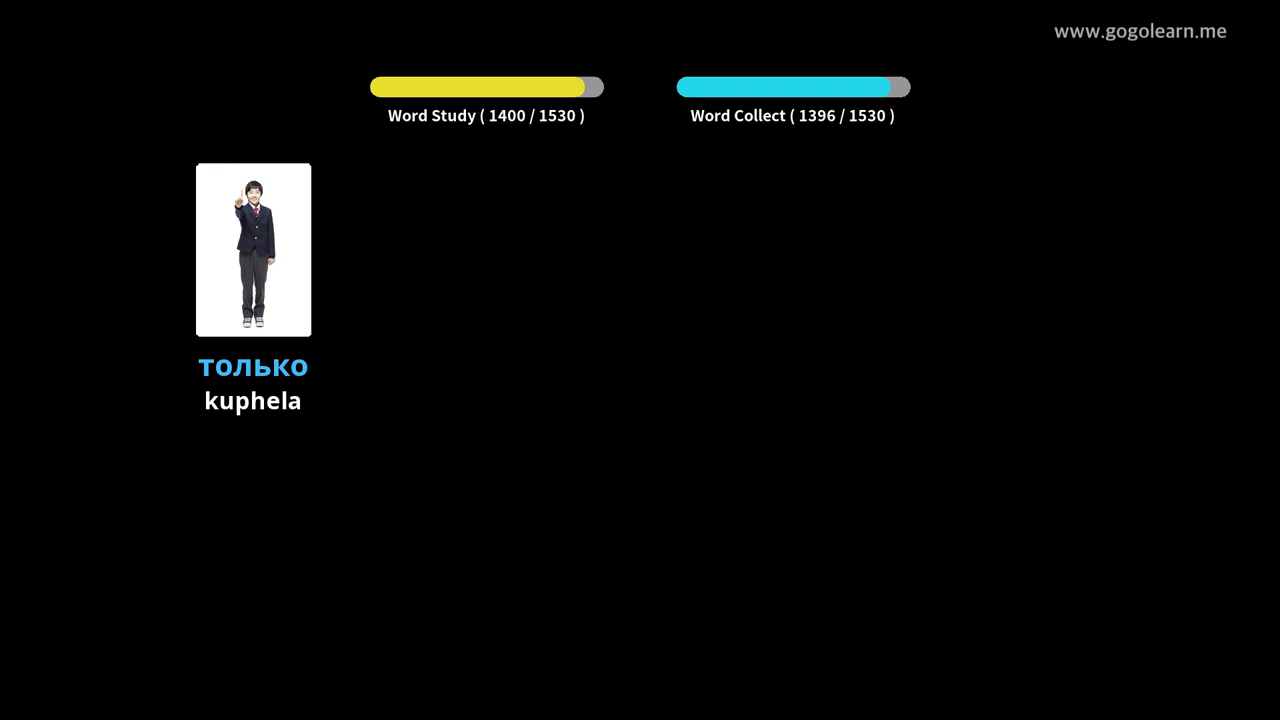 www.gogolearn.me
Word Study ( 1400 / 1530 )
Word Collect ( 1396 / 1530 )
только
kuphela